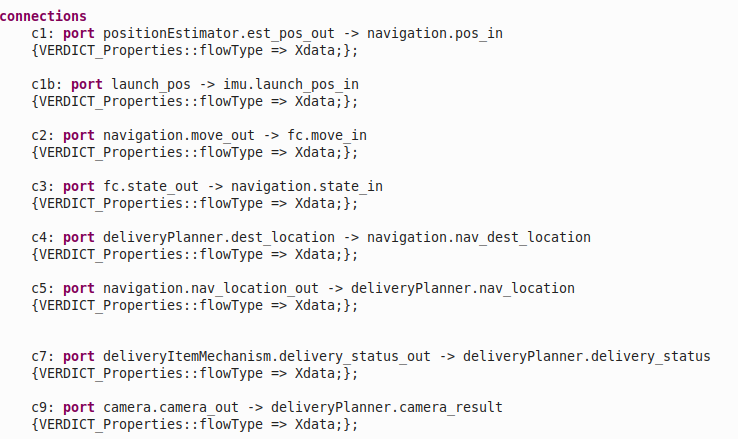 connections
c1: port positionEstimator.est_pos_out -> navigation.pos_in
{VERDICT_Properties::flowType => Xdata;};
c1b: port launch_pos -> imu.launch_pos_in
{VERDICT_Properties::flowType => Xdata;};
c2: port navigation.move_out -> fc.move_in
{VERDICT_Properties::flowType => Xdata;};
c3: port fc.state_out -> navigation.state_in
{VERDICT_Properties::flowType => Xdata;};
c4: port deliveryPlanner.dest_location -> navigation.nav_dest_location
{VERDICT_Properties::flowType => Xdata;};
c5: port navigation.nav_location_out -> deliveryPlanner.nav_location
{VERDICT_Properties::flowType => Xdata;};
c7: port deliveryItemMechanism.delivery_status_out -> deliveryPlanner.delivery_status
{VERDICT_Properties::flowType => Xdata;};
c9: port camera.camera_out -> deliveryPlanner.camera_result
{VERDICT_Properties::flowType => Xdata;};